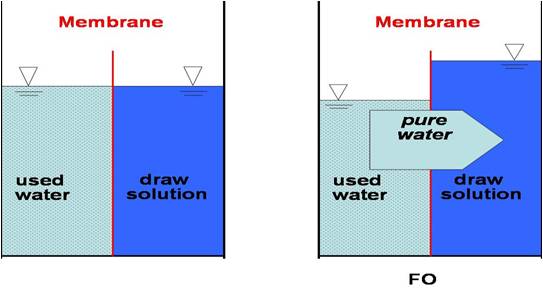 Membrane
used
water
draw
solution
Membrane
pure
water
used
water
draw
solution
FO